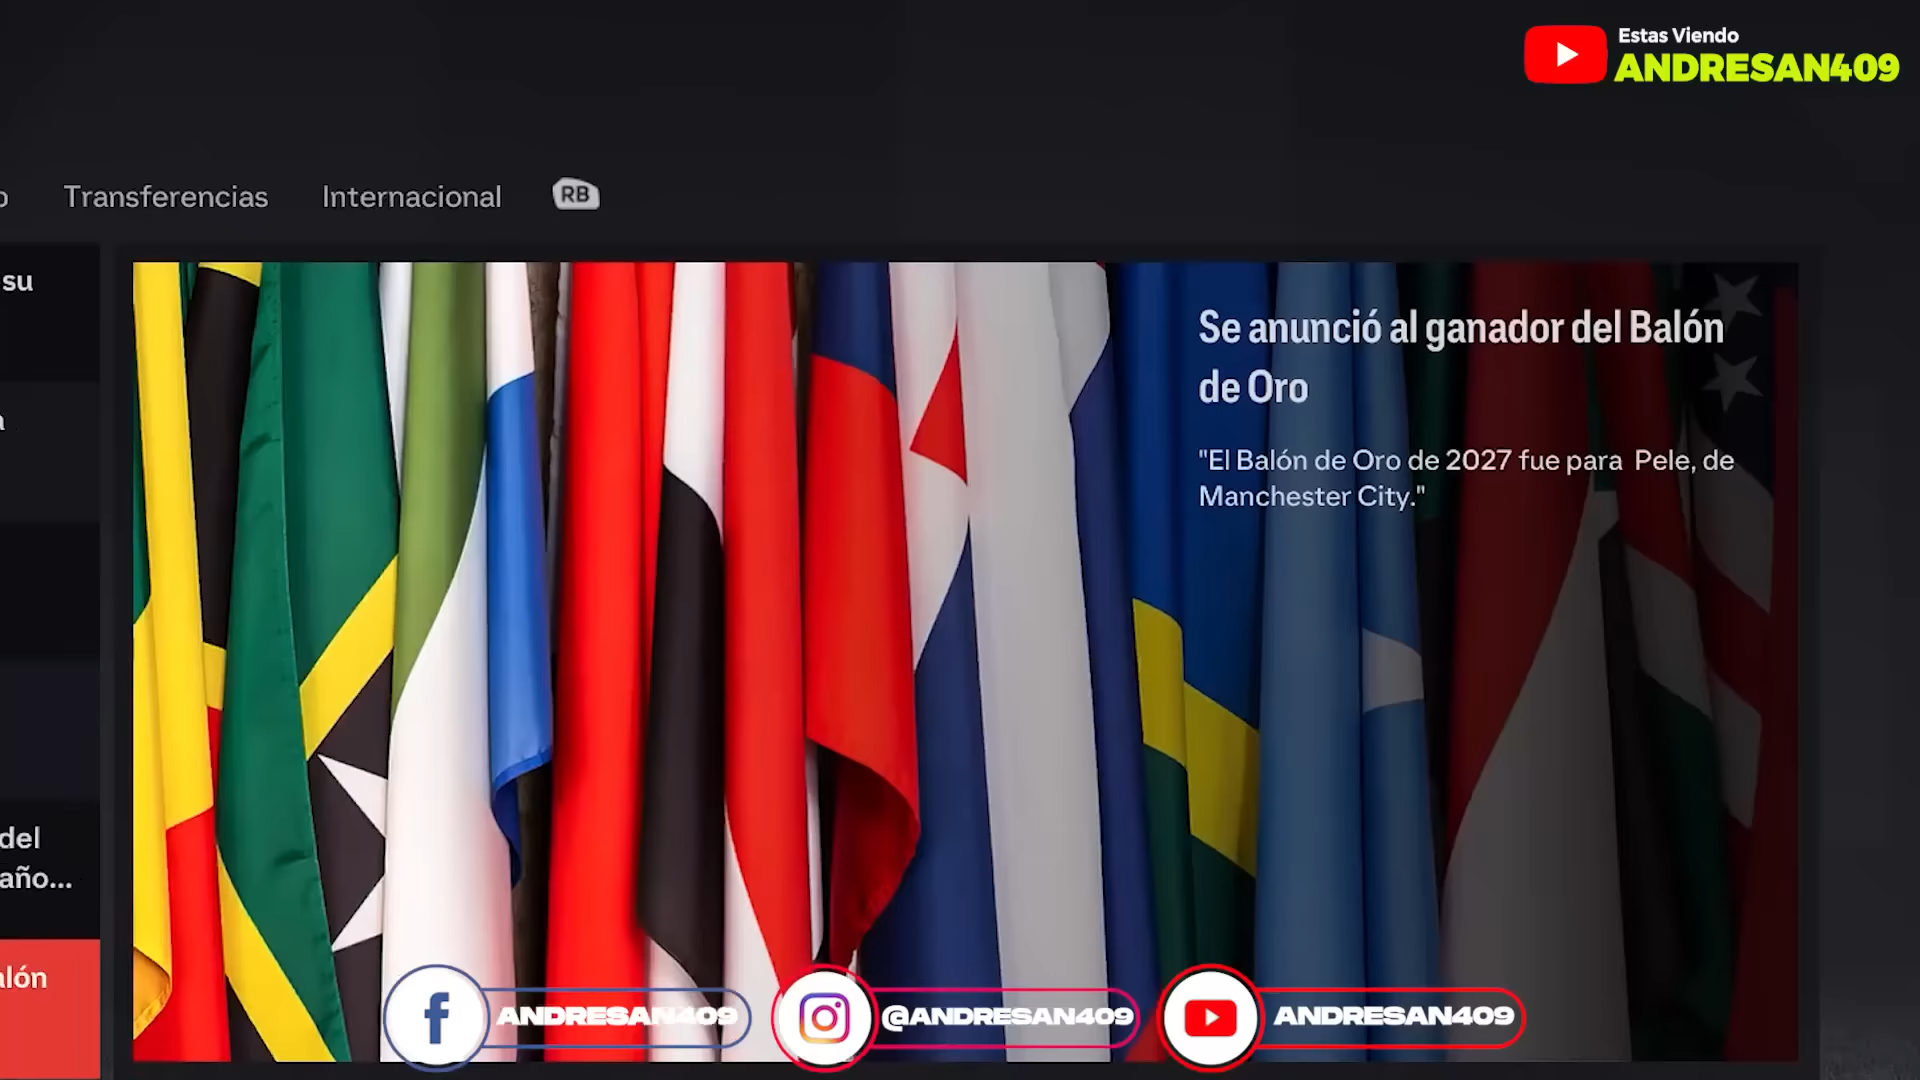 Estas Viendo
ANDRESAN409
Transferencias Internacional RB
su
Se anunció al ganador del Balón
de Oro
"El Balón de Oro de 2027 fue para Pele, de
Manchester City."
del
año...
alón
ANDRESAN409 @ANDRESAN409 ANDRESAN409